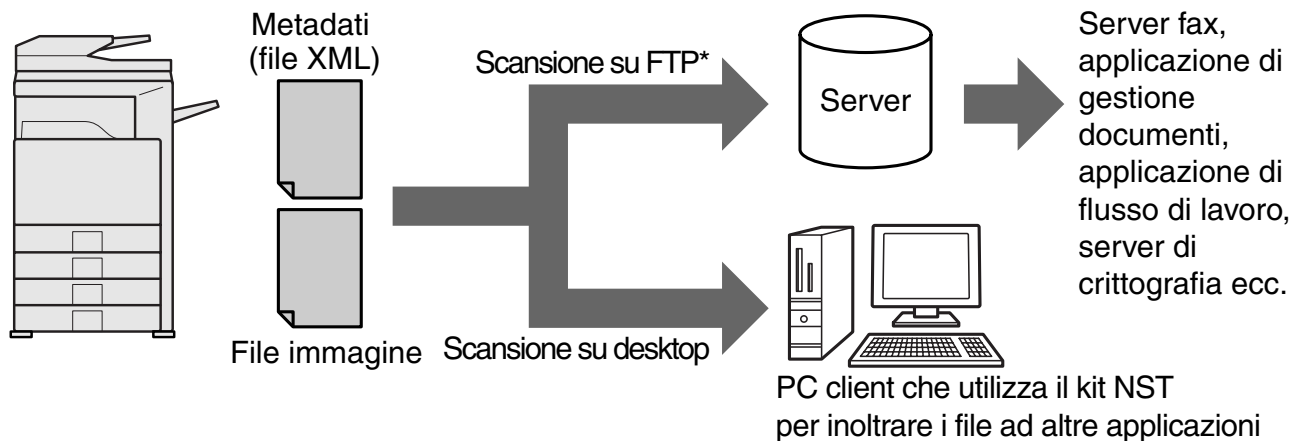 Metadati
(file XML)
Scansione su FTP*
Server
Server fax,
applicazione di
gestione
documenti,
applicazione di
flusso di lavoro,
server di
crittografia ecc.
File immagine
Scansione su desktop
PC client che utilizza il kit NST
per inoltrare i file ad altre applicazioni